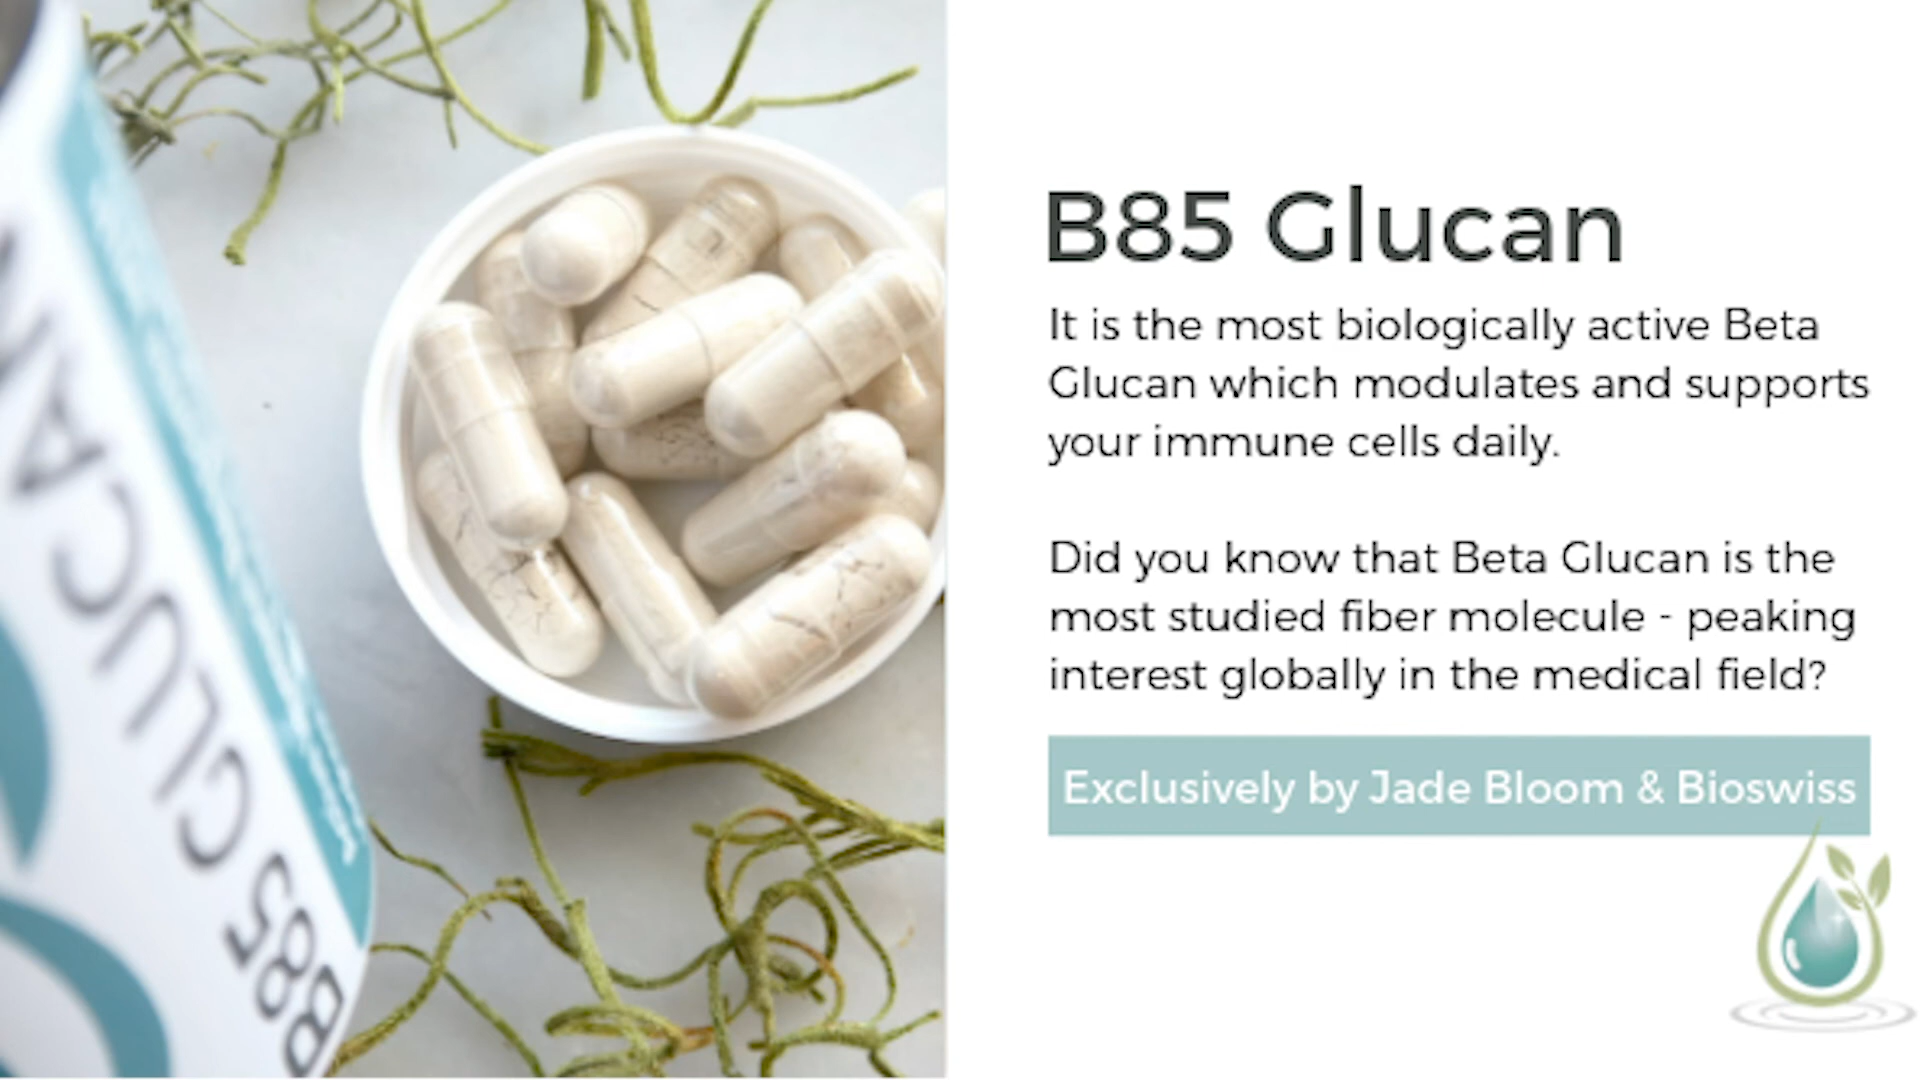 B85 Glucan
It is the most biologically active Beta
Glucan which modulates and supports
your immune cells daily.
Did you know that Beta Glucan is the
most studied fiber molecule - peaking
interest globally in the medical field?
Exclusively by Jade Bloom & Bioswiss
B85 GLUCAN